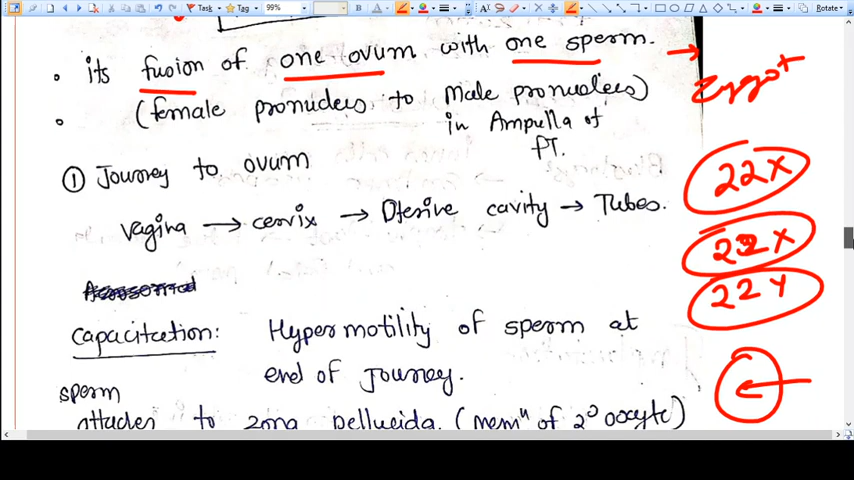 Task
Tag
99%
Rotate
• its fusion of one ovum with one sperm. →
Zygot
• (female pronucleus to Male pronucleus)
in Ampulla of
FT.
① Journey to ovum
22X
Vagina → cervix → Uterine cavity → Tubes.
22X
22Y
Capacitation: Hypermotility of sperm at
end of Journey.
sperm
attaches to zona pellucida. (memⁿ of 2⁰ oocyte)